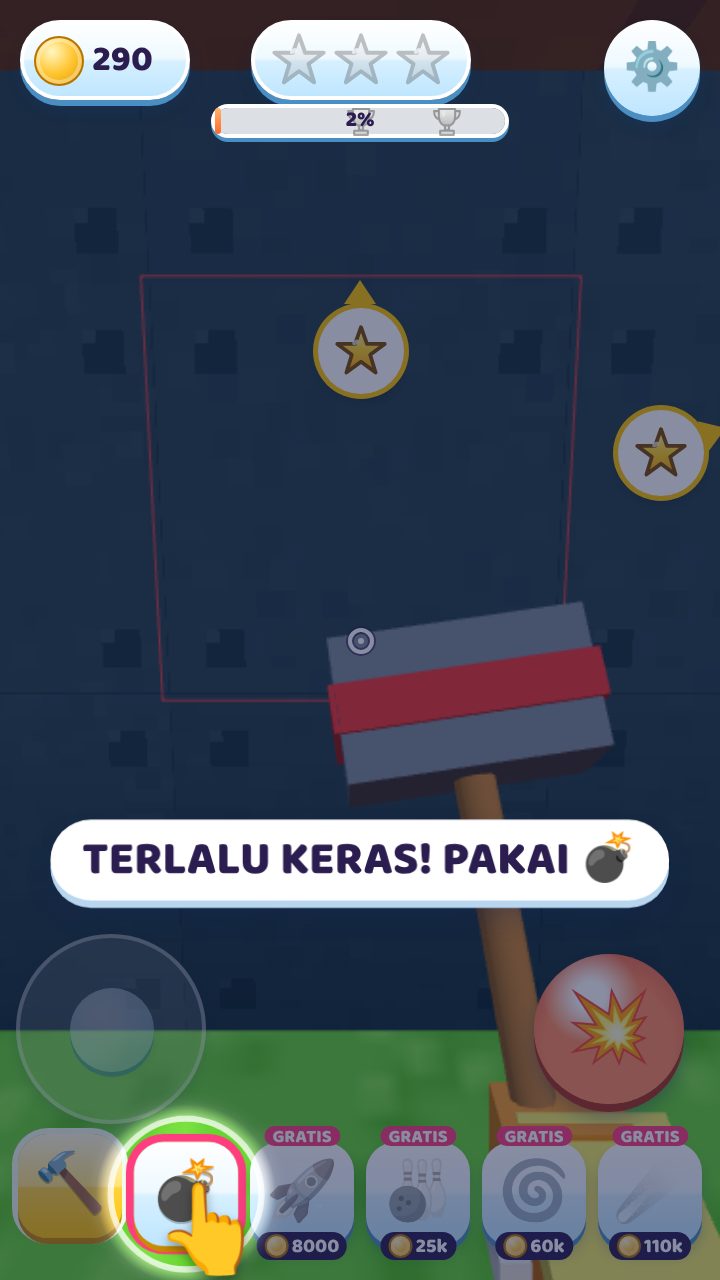 290
2%
TERLALU KERAS! PAKAI 💣
GRATIS GRATIS GRATIS GRATIS
8000 25k 60k 110k